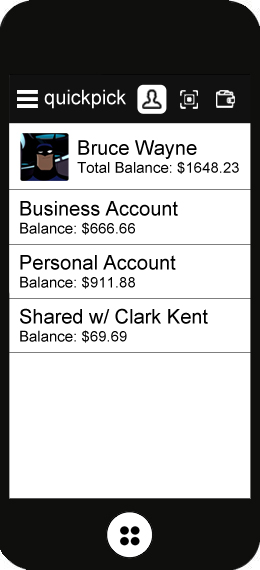 quickpick
Bruce Wayne
Total Balance: $1648.23
Business Account
Balance: $666.66
Personal Account
Balance: $911.88
Shared w/ Clark Kent
Balance: $69.69